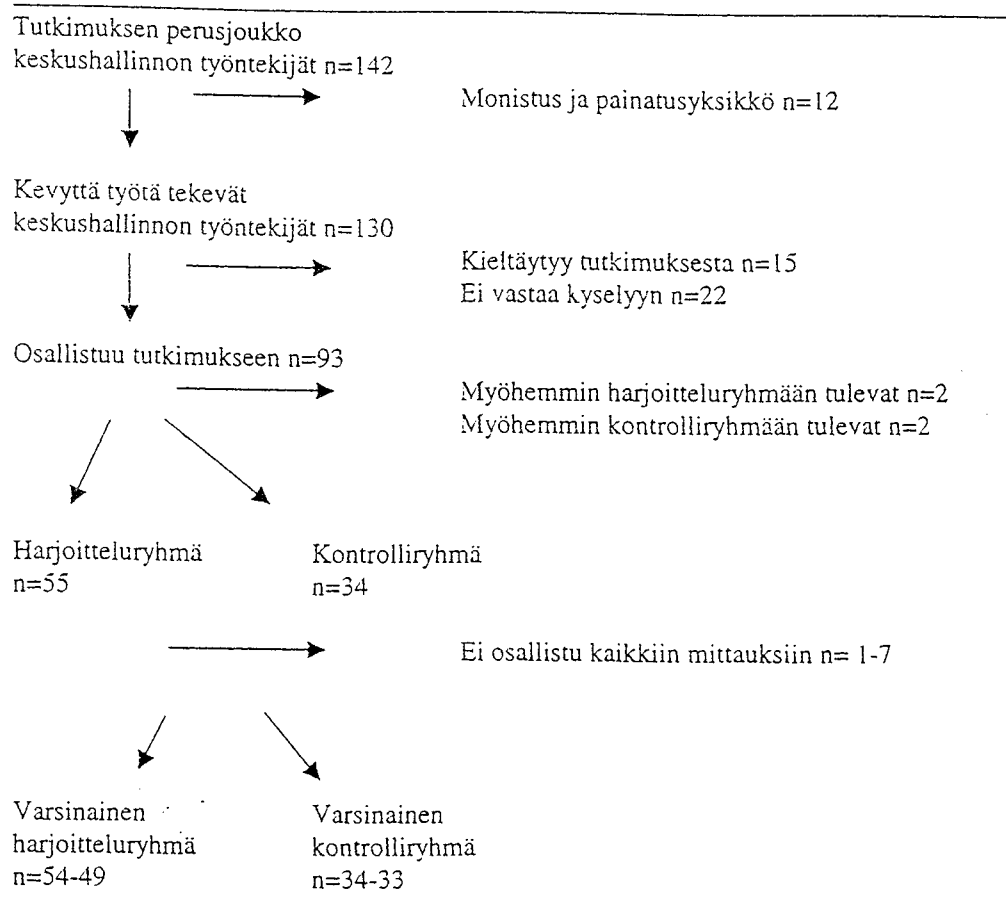 Tutkimuksen perusjoukko
keskushallinnon työntekijät n=142
Monistus ja painatusyksikkö n=12
Kevyttä työtä tekevät
keskushallinnon työntekijät n=130
Kieltäytyy tutkimuksesta n=15
Ei vastaa kyselyyn n=22
Osallistuu tutkimukseen n=93
Myöhemmin harjoitteluryhmään tulevat n=2
Myöhemmin kontrolliryhmään tulevat n=2
Harjoitteluryhmä
n=55
Kontrolliryhmä
n=34
Ei osallistu kaikkiin mittauksiin n= 1-7
Varsinainen
harjoitteluryhmä
n=54-49
Varsinainen
kontrolliryhmä
n=34-33